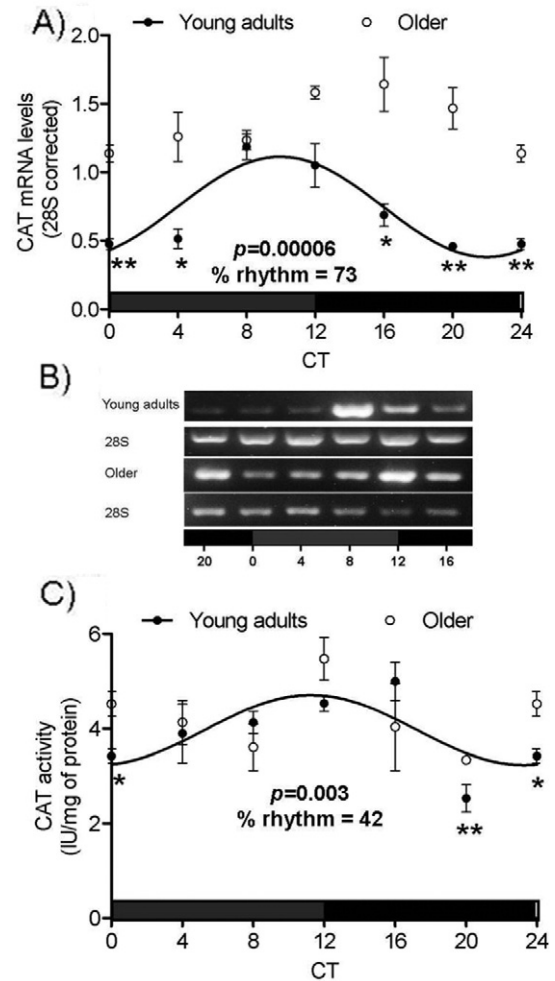 A)
Young adults Older
CAT mRNA levels
(28S corrected)
2.0
1.5
1.0
0.5
0.0
** * * ** **
p=0.00006
% rhythm = 73
0 4 8 12 16 20 24
CT
B)
Young adults
28S
Older
28S
20 0 4 8 12 16
C)
Young adults Older
CAT activity
(IU/mg of protein)
6
4
2
0
* ** *
p=0.003
% rhythm = 42
0 4 8 12 16 20 24
CT